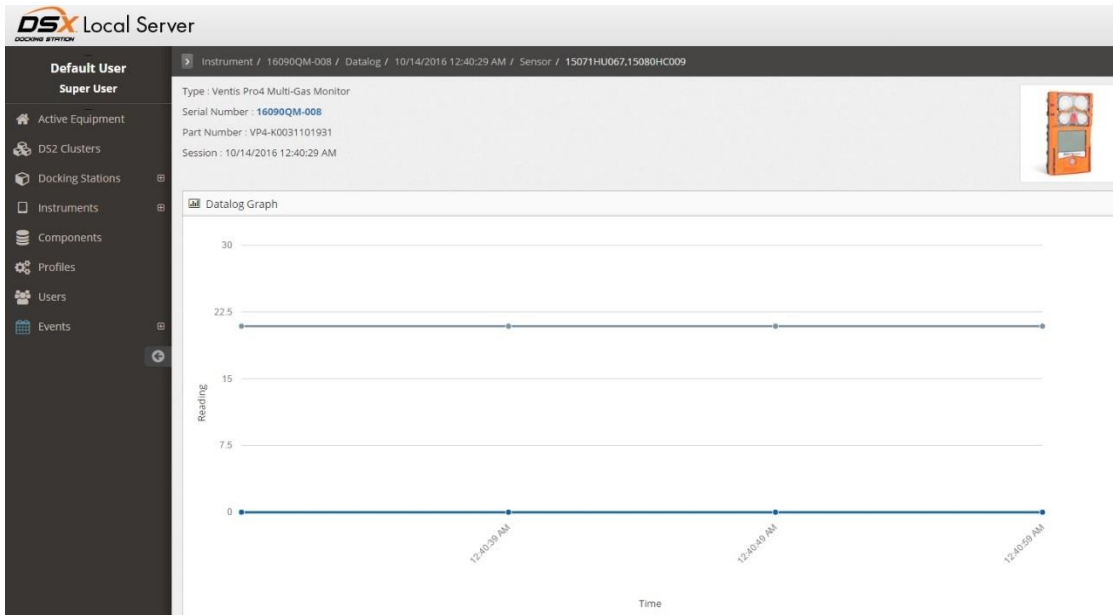 DSX Local Server
DOCKING STATION
Default User
Super User
Active Equipment
DS2 Clusters
Docking Stations
Instruments
Components
Profiles
Users
Events
Instrument / 16090QM-008 / Datalog / 10/14/2016 12:40:29 AM / Sensor / 15071HU067,15080HC009
Type : Ventis Pro4 Multi-Gas Monitor
Serial Number : 16090QM-008
Part Number : VP4-K0031101931
Session : 10/14/2016 12:40:29 AM
Datalog Graph
30
22.5
15
7.5
0
Reading
12:40:39 AM
12:40:49 AM
12:40:59 AM
Time